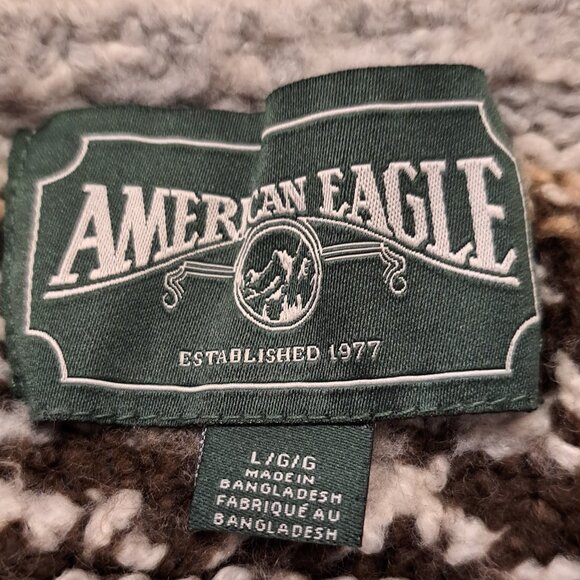 AMERICAN EAGLE
ESTABLISHED 1977
L/G/G
MADE IN
BANGLADESH
FABRIQUÉ AU
BANGLADESH